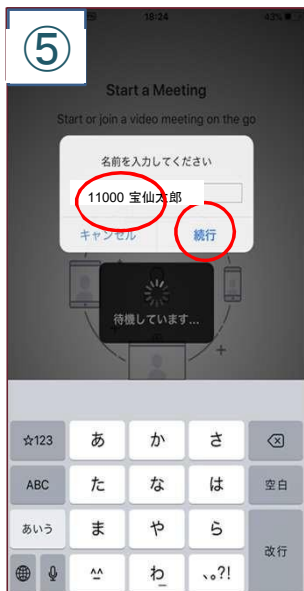 ⑤
18:24
43%
Start a Meeting
Start or join a video meeting on the go
名前を入力してください
11000 宝仙太郎
キャンセル
続行
待機しています...
☆123
あ
か
さ
ABC
た
な
は
空白
あいう
ま
や
ら
改行
^^
わ
、。?!